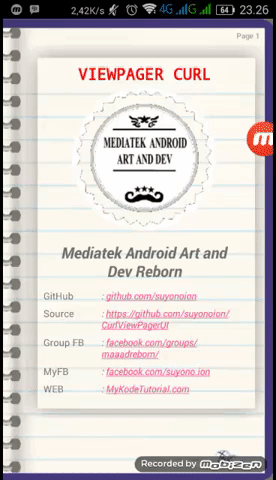 2,42K/s 4G G 64 23.26
Page 1
VIEWPAGER CURL
MEDIATEK ANDROID
ART AND DEV
Mediatek Android Art and
Dev Reborn
GitHub : github.com/suyonoion
Source : https://github.com/suyonoion/
CurlViewPagerUI
Group FB : facebook.com/groups/
maaadreborn/
MyFB : facebook.com/suyono.ion
WEB : MyKodeTutorial.com
Recorded by mobizen